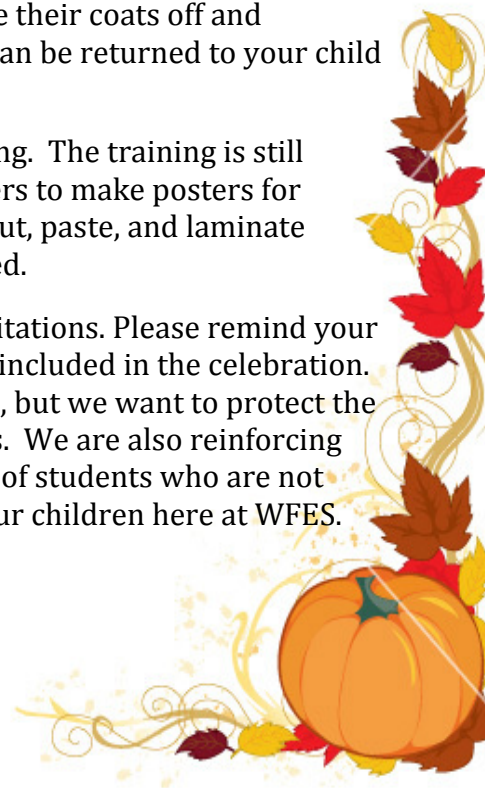 e their coats off and
an be returned to your child
ng. The training is still
ers to make posters for
ut, paste, and laminate
ed.
itations. Please remind your
included in the celebration.
, but we want to protect the
s. We are also reinforcing
of students who are not
ur children here at WFES.